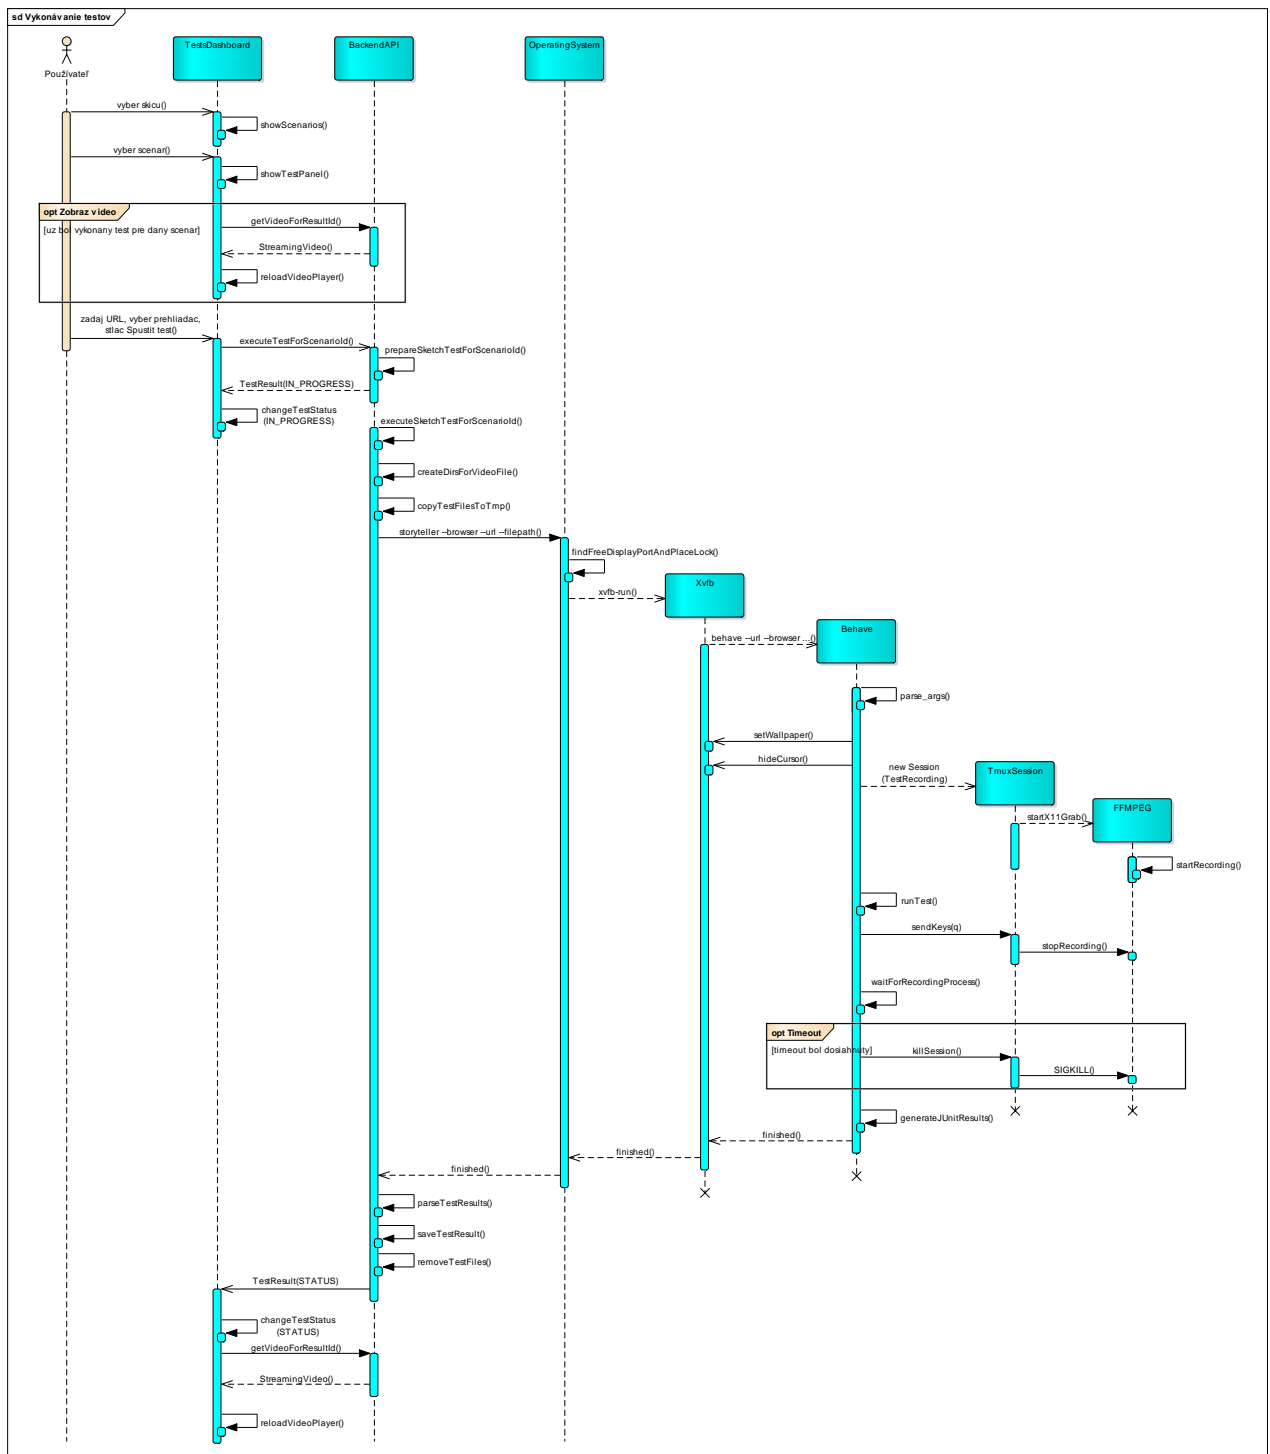 sd Vykonávanie testov
Používateľ
TestsDashboard
BackendAPI
OperatingSystem
vyber skicu()
showScenarios()
vyber scenar()
showTestPanel()
opt Zobraz video
[uz bol vykonany test pre dany scenar]
getVideoForResultId()
StreamingVideo()
reloadVideoPlayer()
zadaj URL, vyber prehliadac,
stlac Spustit test()
executeTestForScenarioId()
prepareSketchTestForScenarioId()
TestResult(IN_PROGRESS)
changeTestStatus
(IN_PROGRESS)
executeSketchTestForScenarioId()
createDirsForVideoFile()
copyTestFilesToTmp()
storyteller --browser --url --filepath()
findFreeDisplayPortAndPlaceLock()
xvfb-run()
Xvfb
behave --url --browser ...()
Behave
parse_args()
setWallpaper()
hideCursor()
new Session
(TestRecording)
TmuxSession
startX11Grab()
FFMPEG
startRecording()
runTest()
sendKeys(q)
stopRecording()
waitForRecordingProcess()
opt Timeout
[timeout bol dosiahnuty]
killSession()
SIGKILL()
generateJUnitResults()
finished()
finished()
finished()
parseTestResults()
saveTestResult()
removeTestFiles()
TestResult(STATUS)
changeTestStatus
(STATUS)
getVideoForResultId()
StreamingVideo()
reloadVideoPlayer()